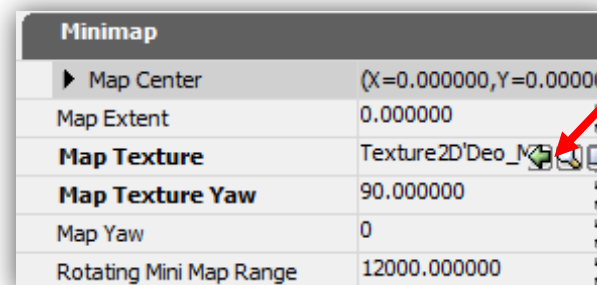 Minimap
Map Center (X=0.000000,Y=0.00000
Map Extent 0.000000
Map Texture Texture2D'Deo_M
Map Texture Yaw 90.000000
Map Yaw 0
Rotating Mini Map Range 12000.000000